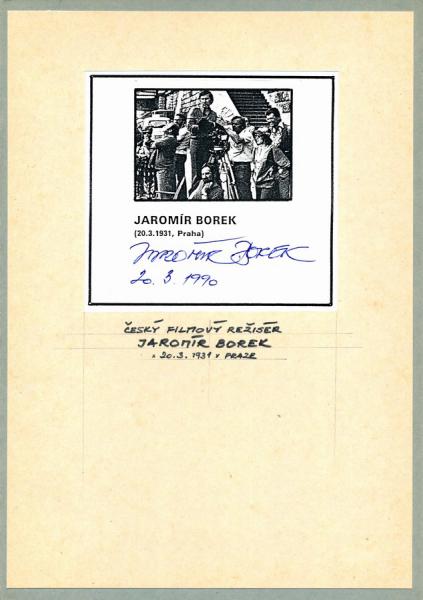 JAROMÍR BOREK
(20.3.1931, Praha)
JAROMÍR BOREK
20. 3. 1990
ČESKÝ FILMOVÝ REŽISÉR
JAROMÍR BOREK
* 20.3.1931 v PRAZE